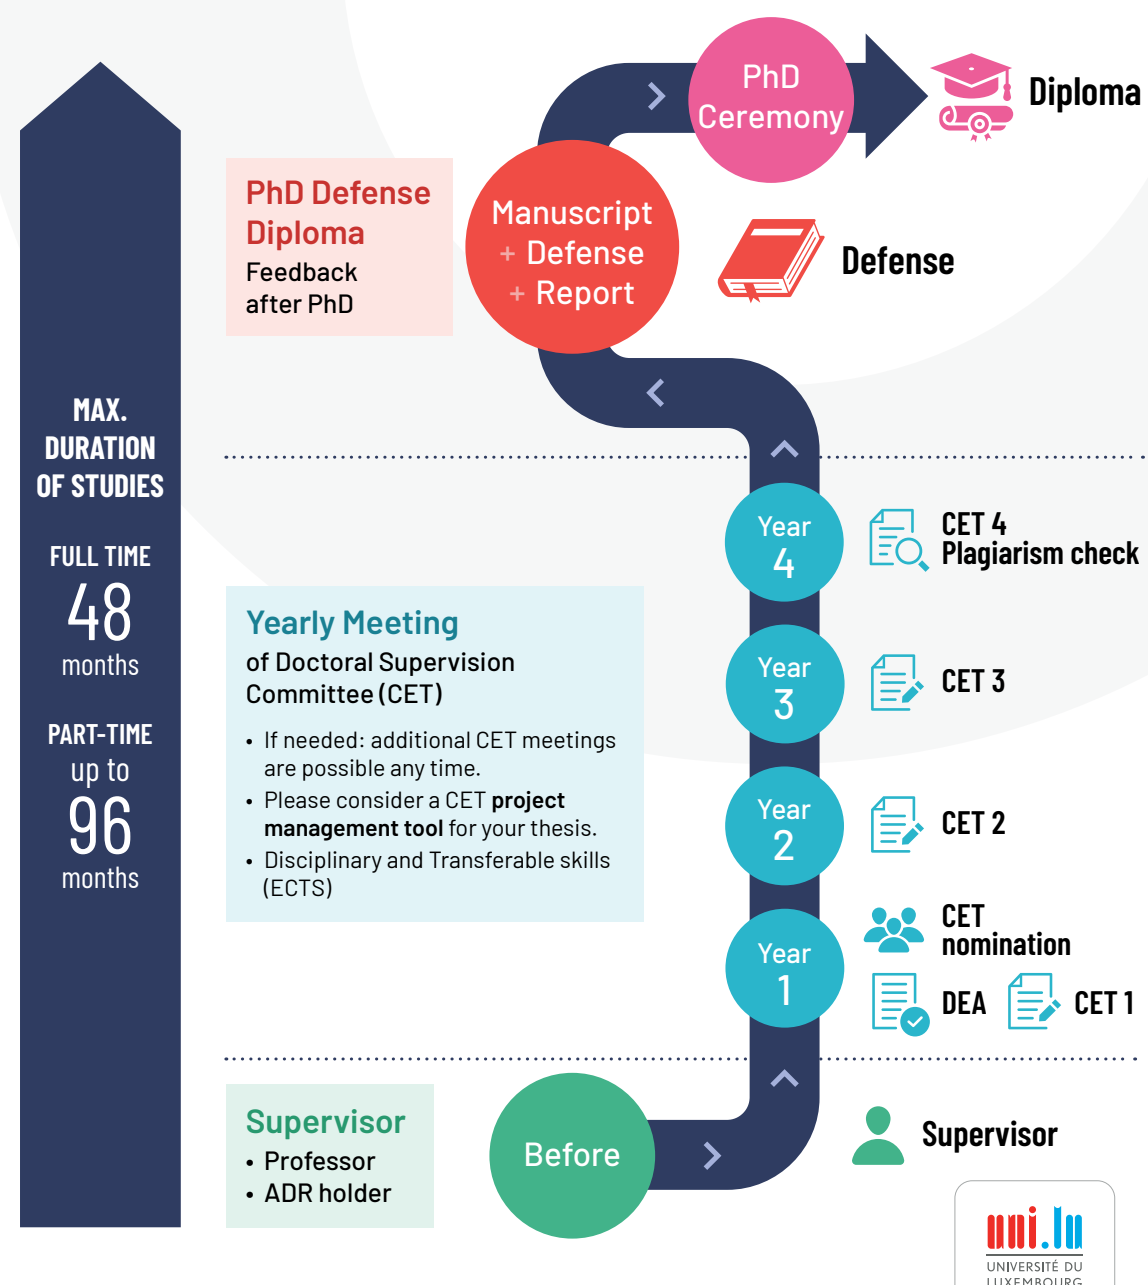 PhD
Ceremony
Diploma
PhD Defense
Diploma
Feedback
after PhD
Manuscript
+ Defense
+ Report
Defense
MAX.
DURATION
OF STUDIES
FULL TIME
48
months
PART-TIME
up to
96
months
Year
4
CET 4
Plagiarism check
Yearly Meeting
of Doctoral Supervision
Committee (CET)
• If needed: additional CET meetings
are possible any time.
• Please consider a CET project
management tool for your thesis.
• Disciplinary and Transferable skills
(ECTS)
Year
3
CET 3
Year
2
CET 2
Year
1
CET
nomination
DEA
CET 1
Supervisor
• Professor
• ADR holder
Before
Supervisor
uni.lu
UNIVERSITÉ DU
LUXEMBOURG